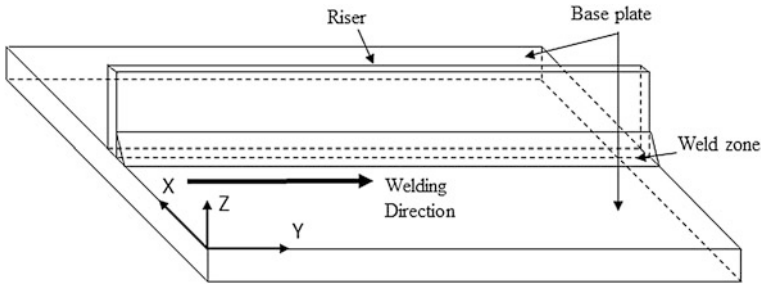 Base plate
Riser
Weld zone
Welding
Direction
X
Z
Y